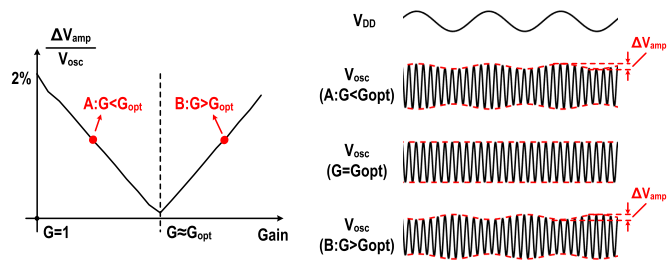 ΔVamp
Vosc
2%
A:G<Gopt
B:G>Gopt
G=1
G≈Gopt
Gain
VDD
ΔVamp
Vosc
(A:G<Gopt)
Vosc
(G=Gopt)
ΔVamp
Vosc
(B:G>Gopt)